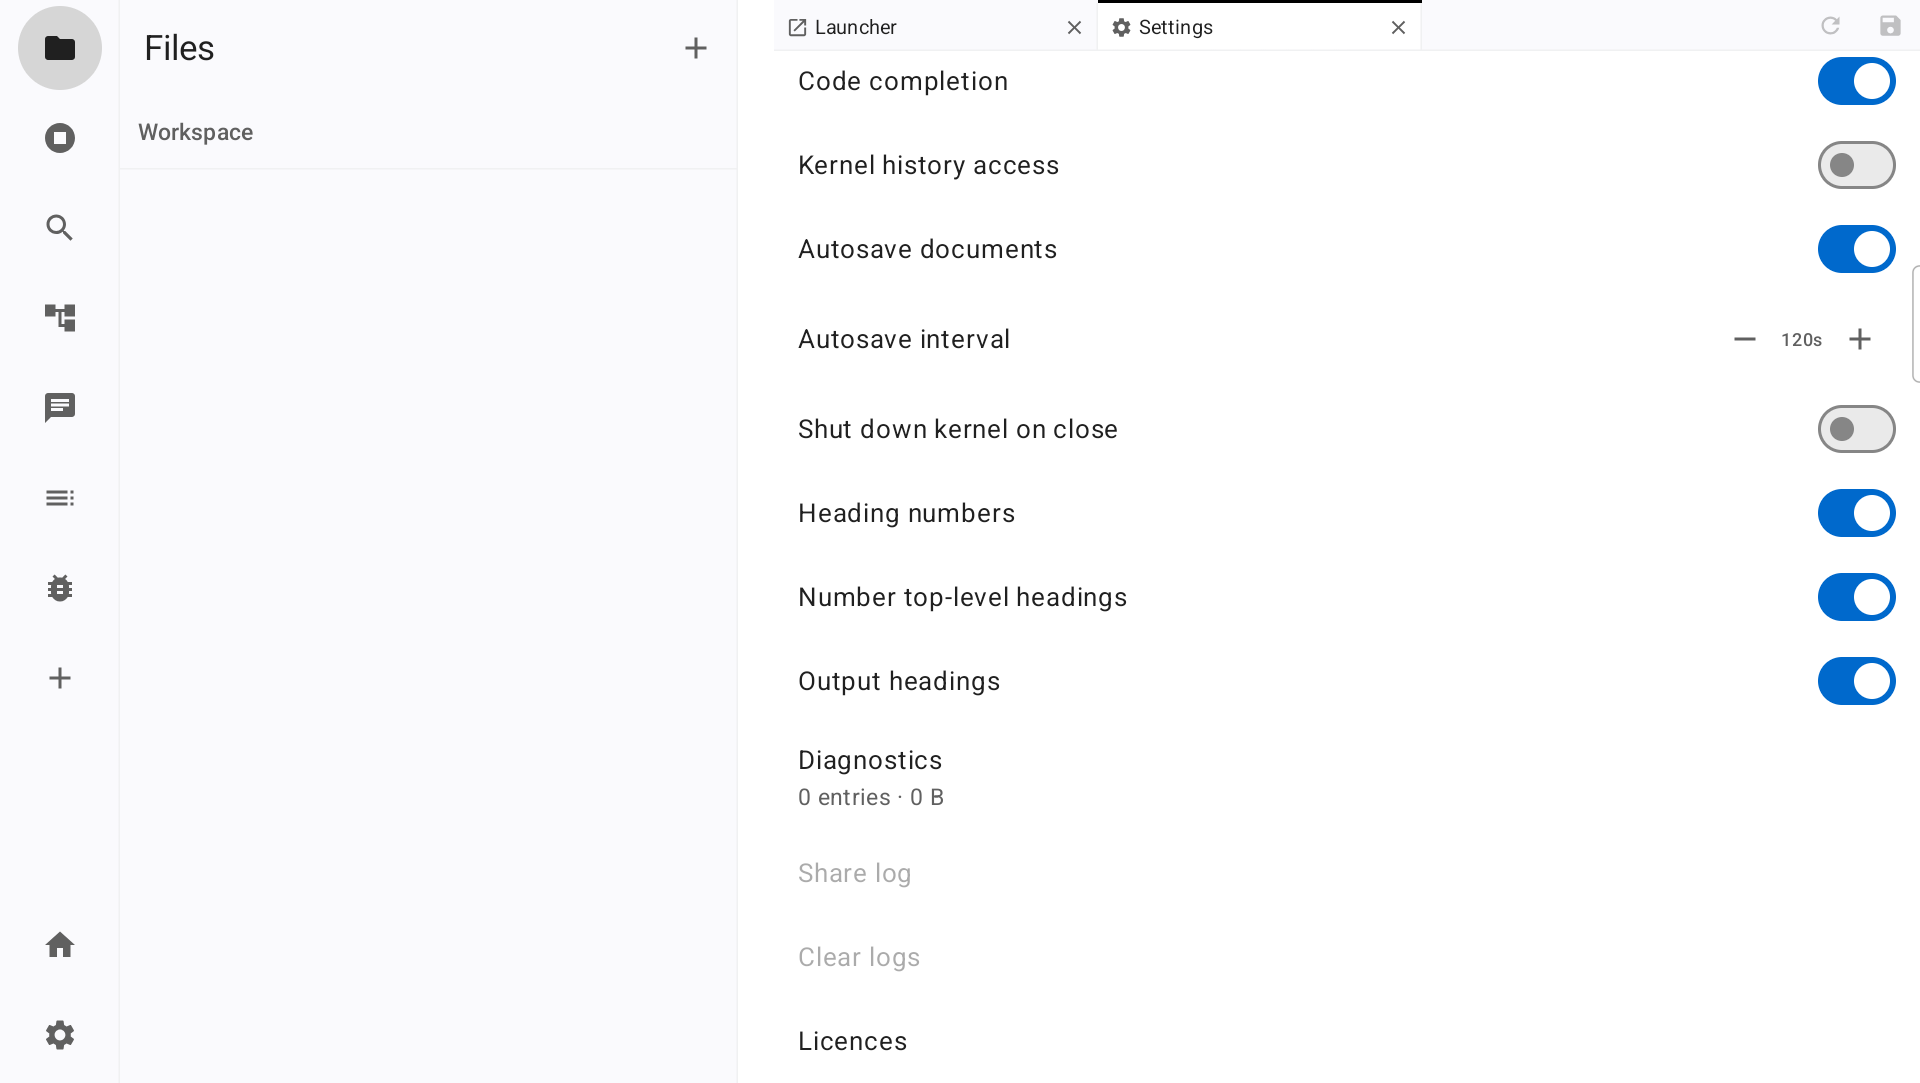 Files
Workspace
Launcher
Settings
Code completion
Kernel history access
Autosave documents
Autosave interval
120s
Shut down kernel on close
Heading numbers
Number top-level headings
Output headings
Diagnostics
0 entries · 0 B
Share log
Clear logs
Licences